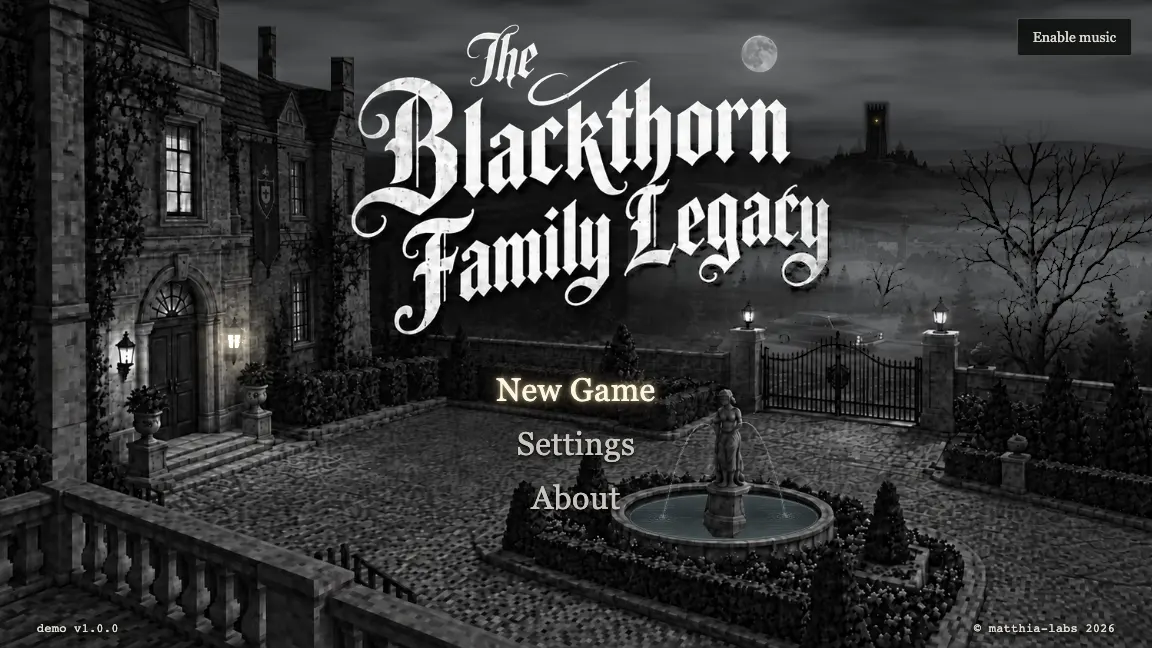 Enable music
The
Blackthorn
Family Legacy
New Game
Settings
About
demo v1.0.0
© matthia-labs 2026